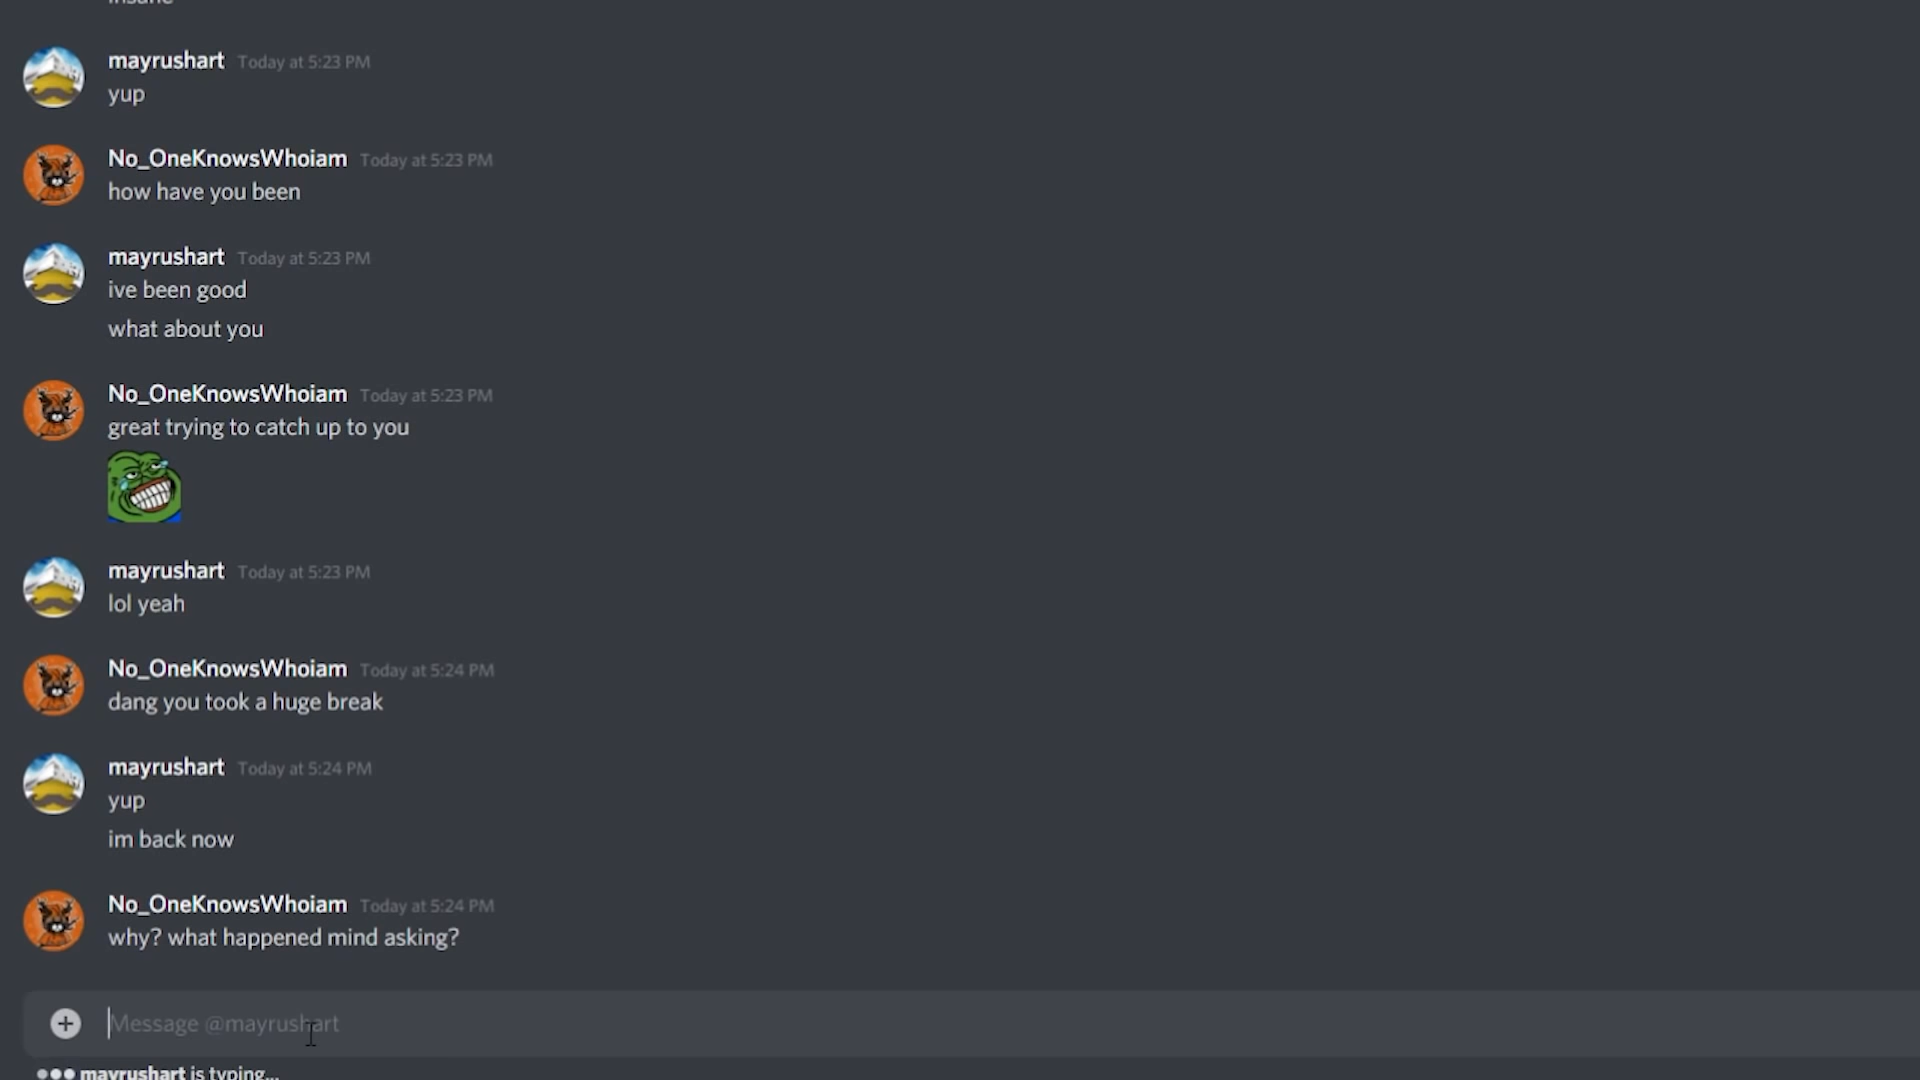 insane
mayrushart Today at 5:23 PM
yup
No_OneKnowsWhoiam Today at 5:23 PM
how have you been
mayrushart Today at 5:23 PM
ive been good
what about you
No_OneKnowsWhoiam Today at 5:23 PM
great trying to catch up to you
mayrushart Today at 5:23 PM
lol yeah
No_OneKnowsWhoiam Today at 5:24 PM
dang you took a huge break
mayrushart Today at 5:24 PM
yup
im back now
No_OneKnowsWhoiam Today at 5:24 PM
why? what happened mind asking?
Message @mayrushart
mayrushart is typing...